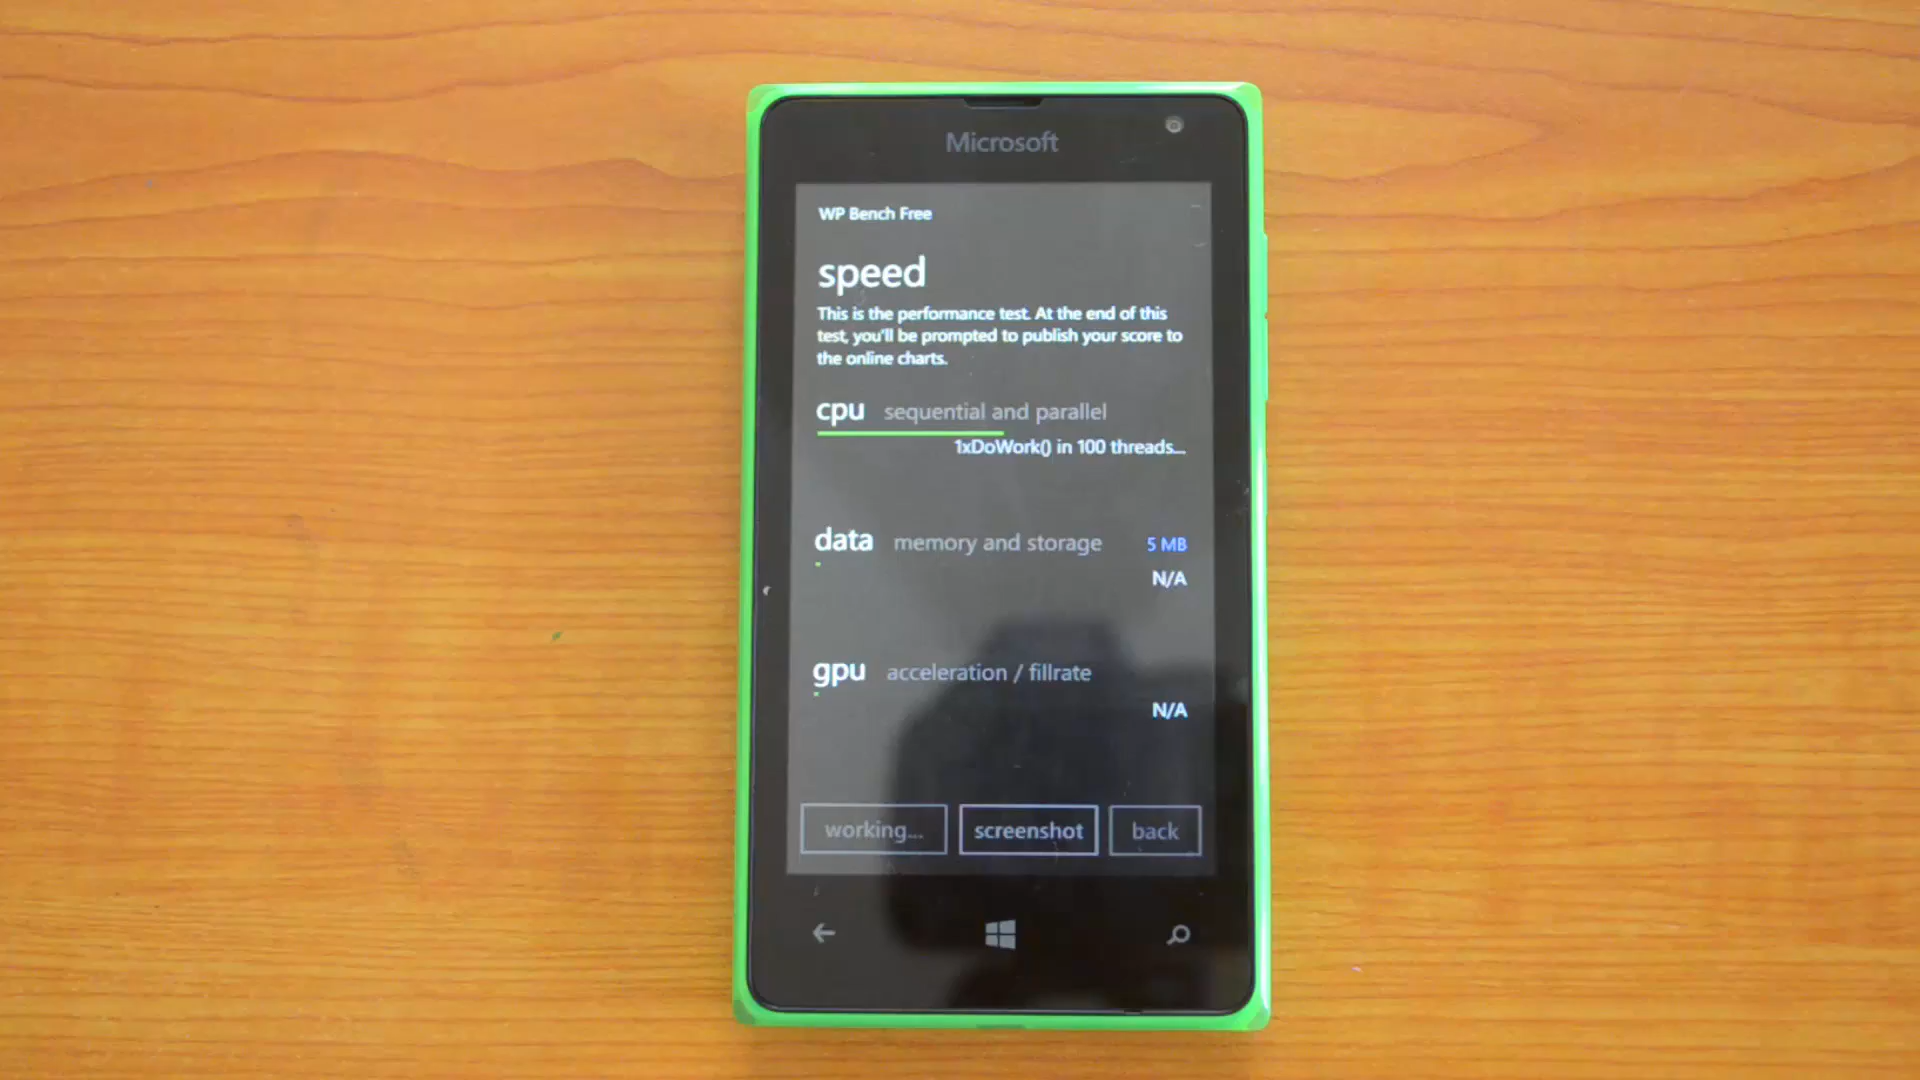 Microsoft
WP Bench Free
speed
This is the performance test. At the end of this
test, you'll be prompted to publish your score to
the online charts.
cpu sequential and parallel
1xDoWork() in 100 threads...
data memory and storage 5 MB
N/A
gpu acceleration / fillrate
N/A
working... screenshot back